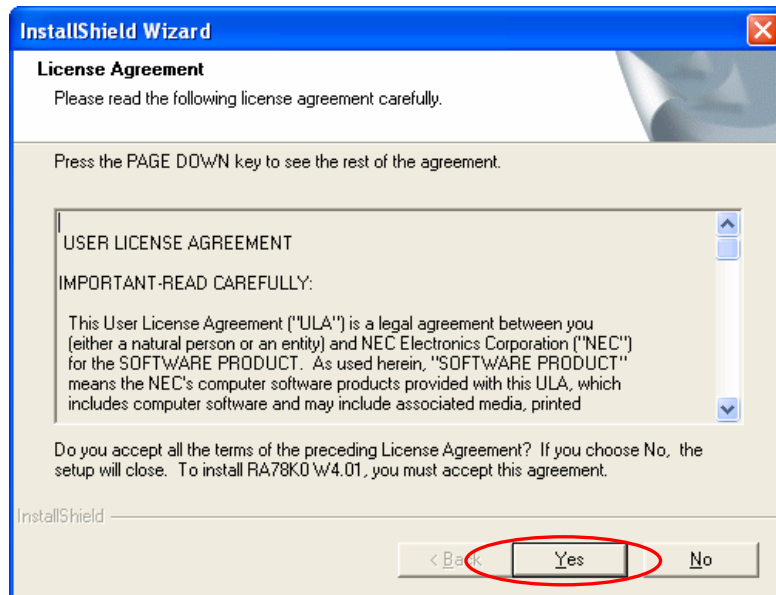 InstallShield Wizard
License Agreement
Please read the following license agreement carefully.
Press the PAGE DOWN key to see the rest of the agreement.
USER LICENSE AGREEMENT
IMPORTANT-READ CAREFULLY:
This User License Agreement ("ULA") is a legal agreement between you
(either a natural person or an entity) and NEC Electronics Corporation ("NEC")
for the SOFTWARE PRODUCT.  As used herein, "SOFTWARE PRODUCT"
means the NEC's computer software products provided with this ULA, which
includes computer software and may include associated media, printed
Do you accept all the terms of the preceding License Agreement?  If you choose No,  the
setup will close.  To install RA78K0 W4.01, you must accept this agreement.
InstallShield
< Back
Yes
No